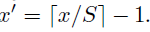 x′ = ⌈x/S⌉ − 1.